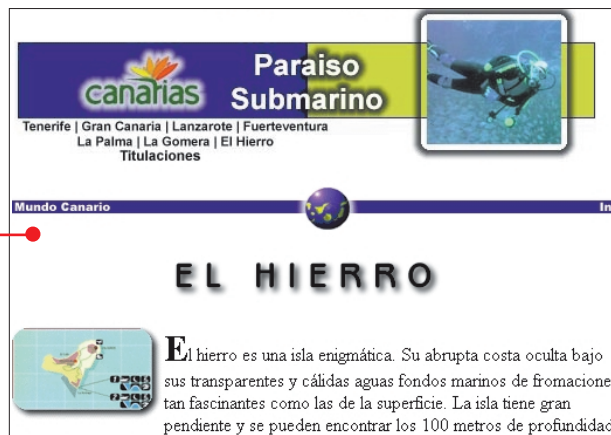 canarias
Paraiso
Submarino
Tenerife | Gran Canaria | Lanzarote | Fuerteventura
La Palma | La Gomera | El Hierro
Titulaciones
Mundo Canario
In
EL HIERRO
El hierro es una isla enigmática. Su abrupta costa oculta bajo
sus transparentes y cálidas aguas fondos marinos de fromacione
tan fascinantes como las de la superficie. La isla tiene gran
pendiente y se pueden encontrar los 100 metros de profundidad